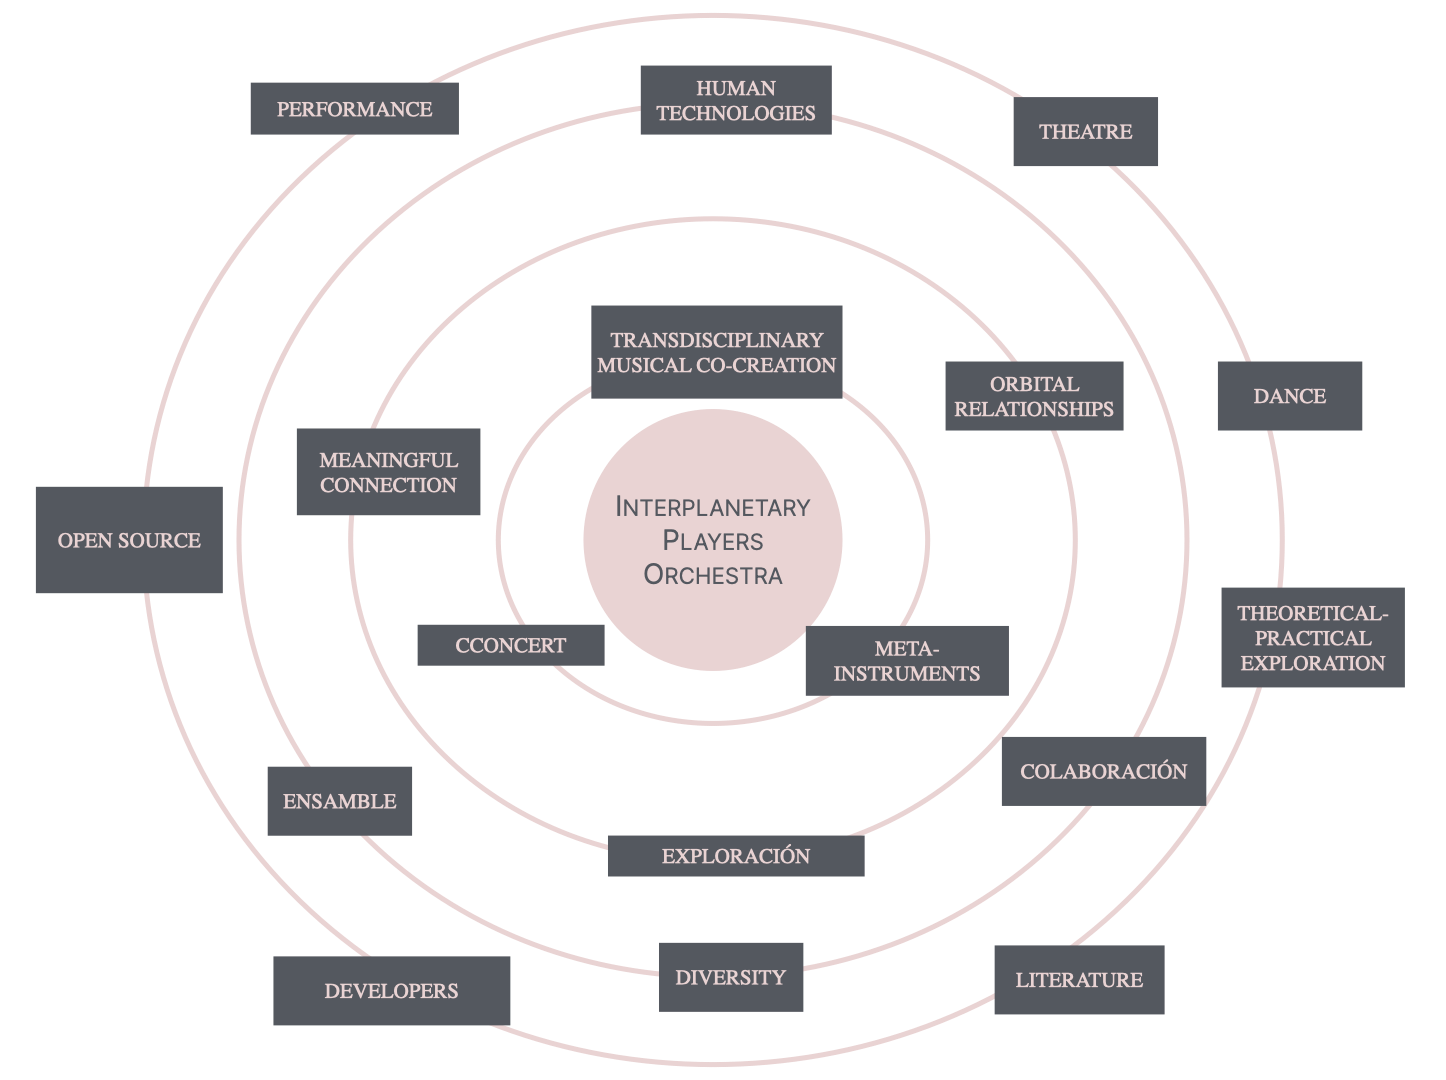 PERFORMANCE
HUMAN
TECHNOLOGIES
THEATRE
TRANSDISCIPLINARY
MUSICAL CO-CREATION
ORBITAL
RELATIONSHIPS
DANCE
MEANINGFUL
CONNECTION
OPEN SOURCE
INTERPLANETARY
PLAYERS
ORCHESTRA
THEORETICAL-
PRACTICAL
EXPLORATION
CCONCERT
META-
INSTRUMENTS
COLABORACIÓN
ENSAMBLE
EXPLORACIÓN
DEVELOPERS
DIVERSITY
LITERATURE